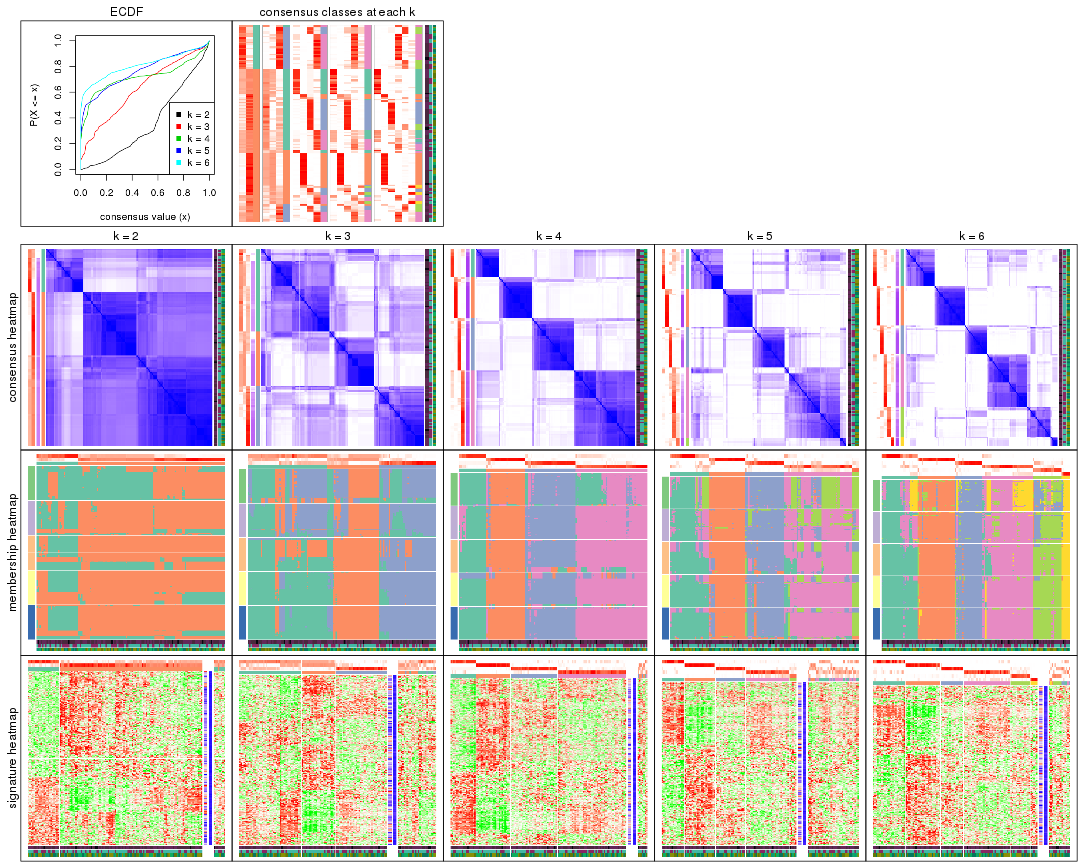 ECDF
consensus classes at each k
P(X <= x)
0.0 0.2 0.4 0.6 0.8 1.0
k = 2
k = 3
k = 4
k = 5
k = 6
0.0 0.2 0.4 0.6 0.8 1.0
consensus value (x)
k = 2
k = 3
k = 4
k = 5
k = 6
consensus heatmap
membership heatmap
signature heatmap